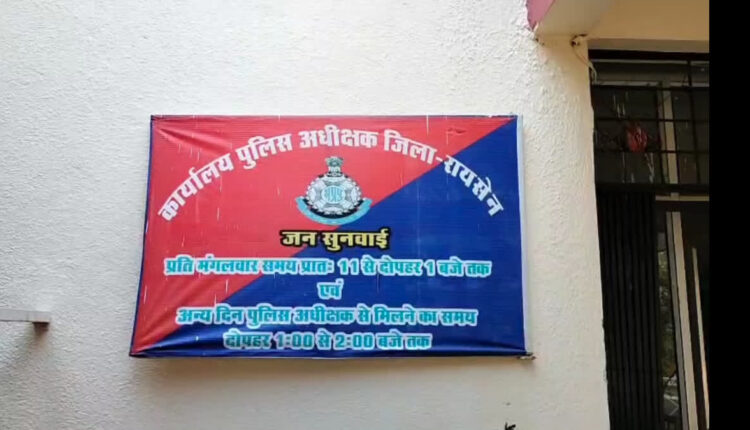 कार्यालय पुलिस अधीक्षक जिला-रायसेन
जन सुनवाई
प्रति मंगलवार समय प्रातः 11 से दोपहर 1 बजे तक
एवं
अन्य दिन पुलिस अधीक्षक से मिलने का समय
दोपहर 1:00 से 2:00 बजे तक